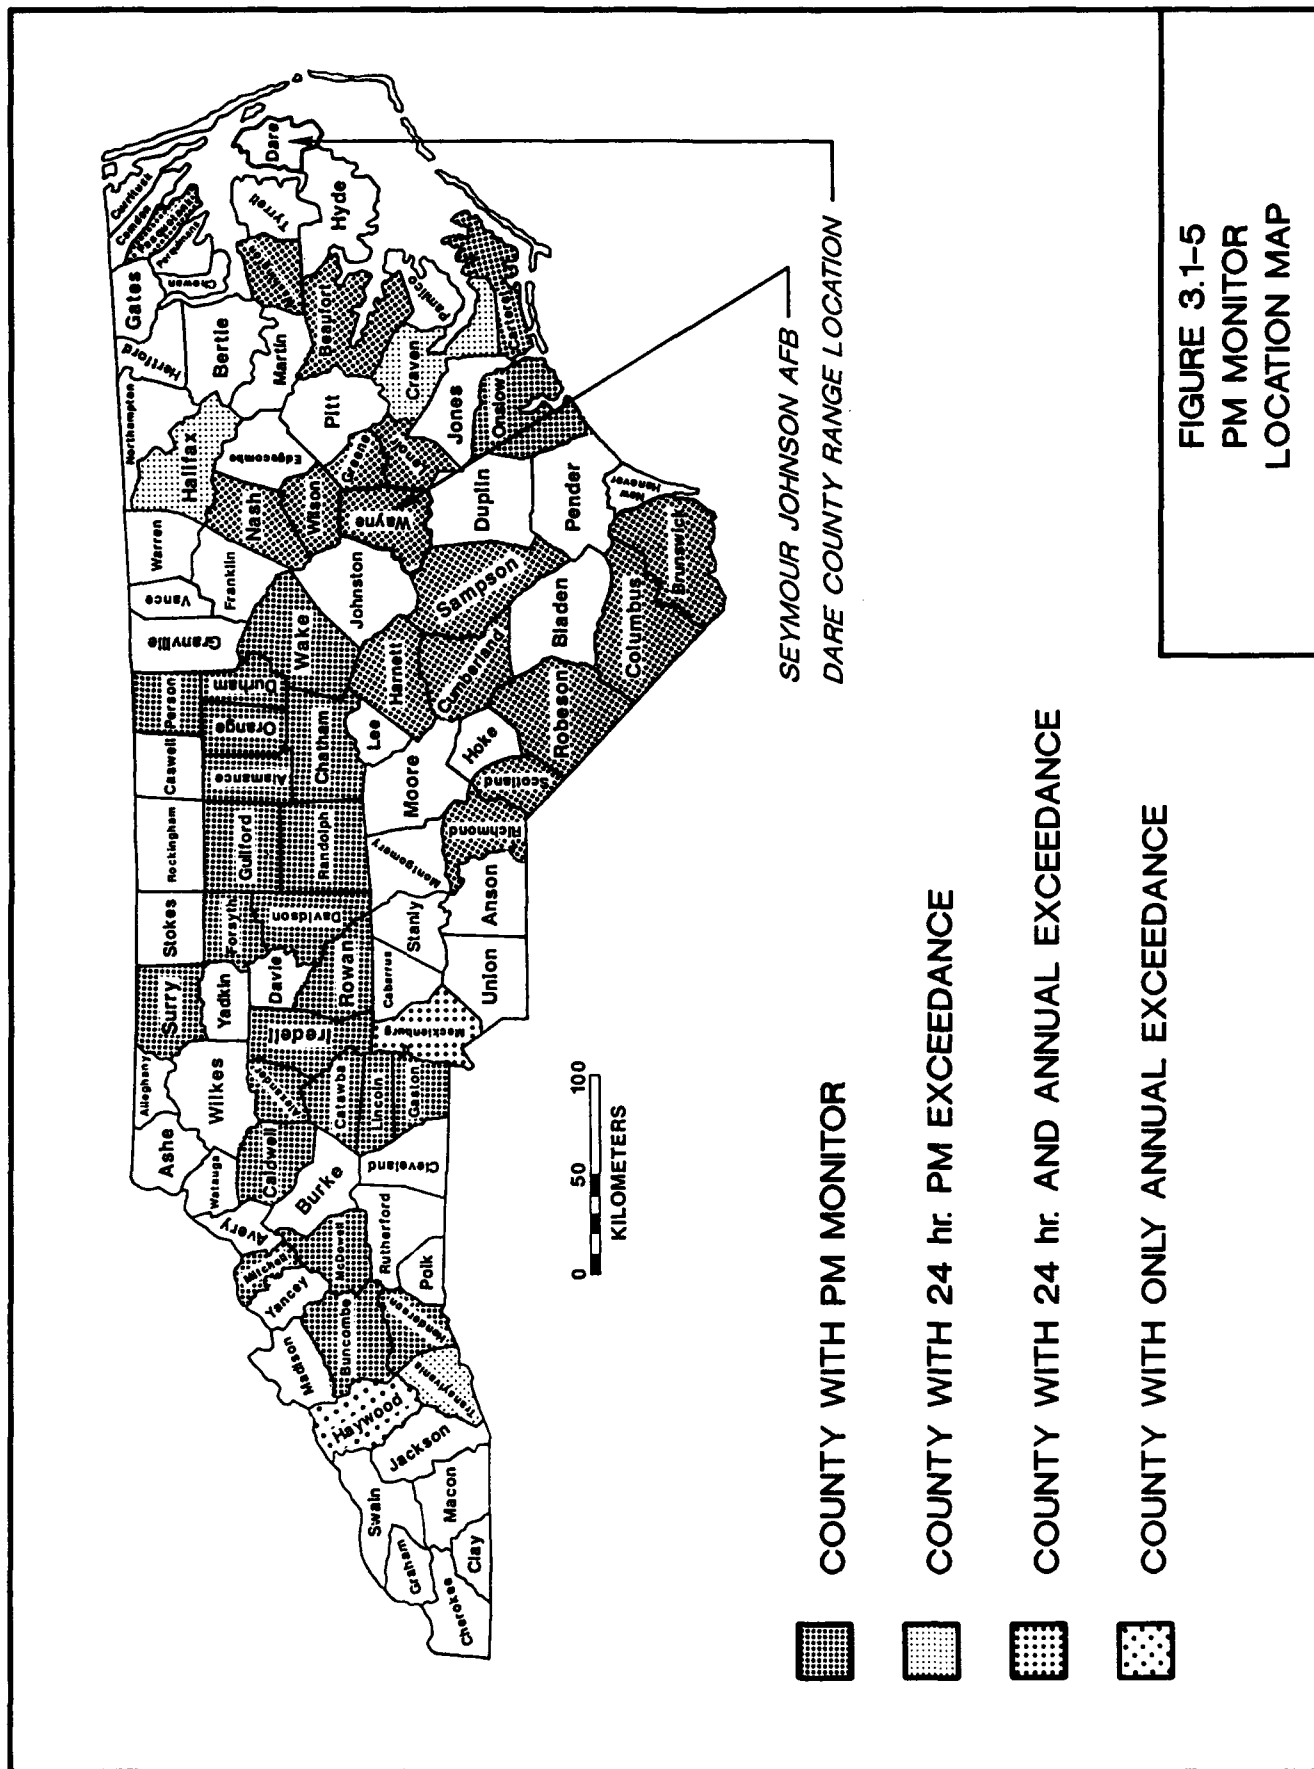 Cherokee
Graham
Clay
Swain
Macon
Jackson
Haywood
Transylvania
Madison
Buncombe
Henderson
Yancey
Mitchell
McDowell
Polk
Rutherford
Avery
Burke
Cleveland
Watauga
Caldwell
Ashe
Alleghany
Wilkes
Alexander
Catawba
Lincoln
Gaston
Surry
Yadkin
Iredell
Mecklenburg
Davie
Rowan
Cabarrus
Union
Stokes
Forsyth
Davidson
Stanly
Anson
Rockingham
Guilford
Randolph
Montgomery
Richmond
Caswell
Alamance
Chatham
Moore
Scotland
Hoke
Person
Orange
Durham
Lee
Harnett
Cumberland
Robeson
Granville
Vance
Warren
Franklin
Wake
Johnston
Sampson
Bladen
Columbus
Brunswick
Halifax
Nash
Wilson
Wayne
Duplin
Pender
New
Hanover
Northampton
Edgecombe
Greene
Jones
Onslow
Hertford
Bertie
Martin
Pitt
Craven
Carteret
Pamlico
Beaufort
Gates
Chowan
Perquimans
Pasquotank
Camden
Currituck
Tyrrell
Hyde
Dare
0 50 100
KILOMETERS
SEYMOUR JOHNSON AFB
DARE COUNTY RANGE LOCATION
COUNTY WITH PM MONITOR
COUNTY WITH 24 hr. PM EXCEEDANCE
COUNTY WITH 24 hr. AND ANNUAL EXCEEDANCE
COUNTY WITH ONLY ANNUAL EXCEEDANCE
FIGURE 3.1-5
PM MONITOR
LOCATION MAP